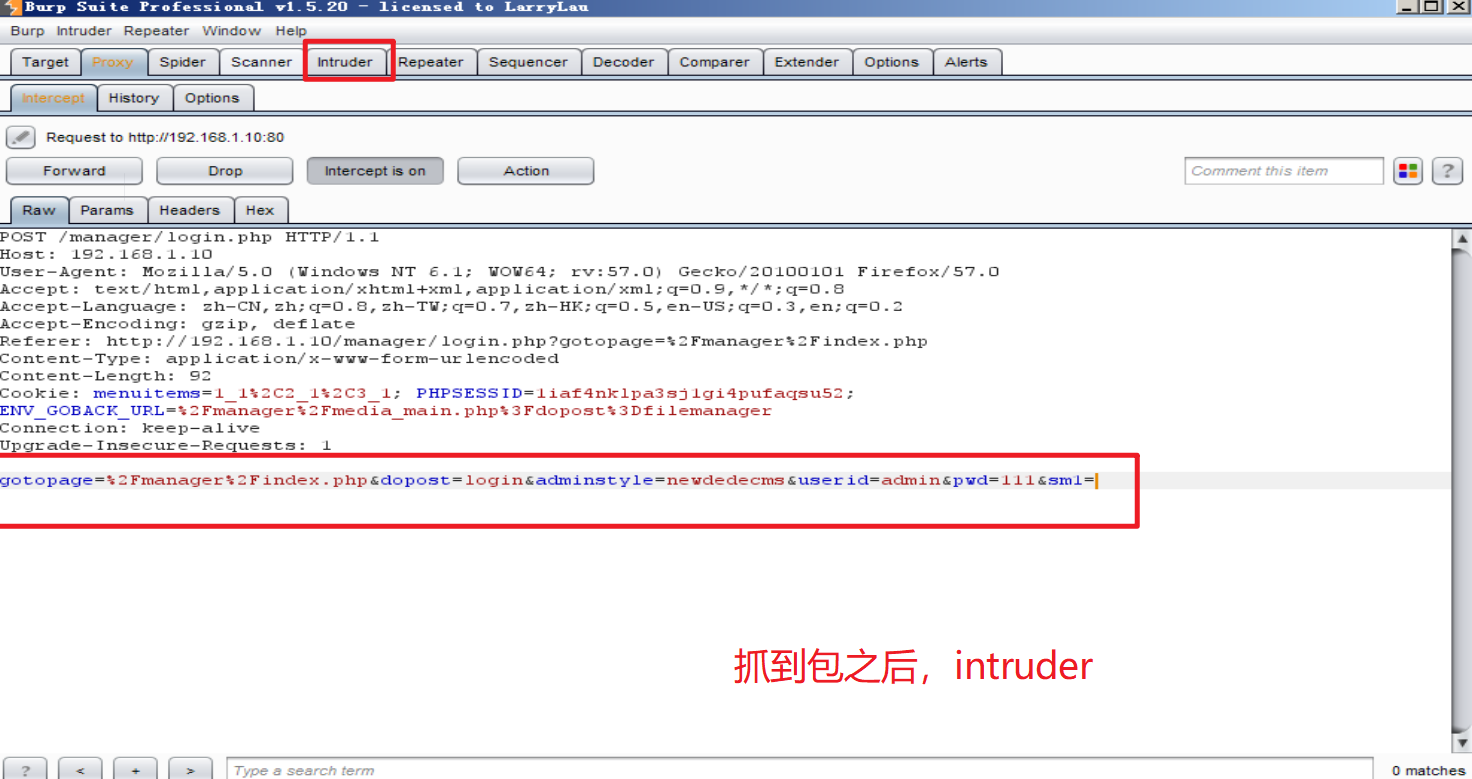 Burp Suite Professional v1.5.20 - licensed to LarryLau
Burp Intruder Repeater Window Help
Target Proxy Spider Scanner Intruder Repeater Sequencer Decoder Comparer Extender Options Alerts
Intercept History Options
Request to http://192.168.1.10:80
Forward Drop Intercept is on Action Comment this item ?
Raw Params Headers Hex
POST /manager/login.php HTTP/1.1
Host: 192.168.1.10
User-Agent: Mozilla/5.0 (Windows NT 6.1; WOW64; rv:57.0) Gecko/20100101 Firefox/57.0
Accept: text/html,application/xhtml+xml,application/xml;q=0.9,*/*;q=0.8
Accept-Language: zh-CN,zh;q=0.8,zh-TW;q=0.7,zh-HK;q=0.5,en-US;q=0.3,en;q=0.2
Accept-Encoding: gzip, deflate
Referer: http://192.168.1.10/manager/login.php?gotopage=%2Fmanager%2Findex.php
Content-Type: application/x-www-form-urlencoded
Content-Length: 92
Cookie: menuitems=1_1%2C2_1%2C3_1; PHPSESSID=1iaf4nklpa3sj1gi4pufaqsu52;
ENV_GOBACK_URL=%2Fmanager%2Fmedia_main.php%3Fdopost%3Dfilemanager
Connection: keep-alive
Upgrade-Insecure-Requests: 1
gotopage=%2Fmanager%2Findex.php&dopost=login&adminstyle=newdedecms&userid=admin&pwd=111&sm1=
抓到包之后，intruder
? < + > Type a search term 0 matches